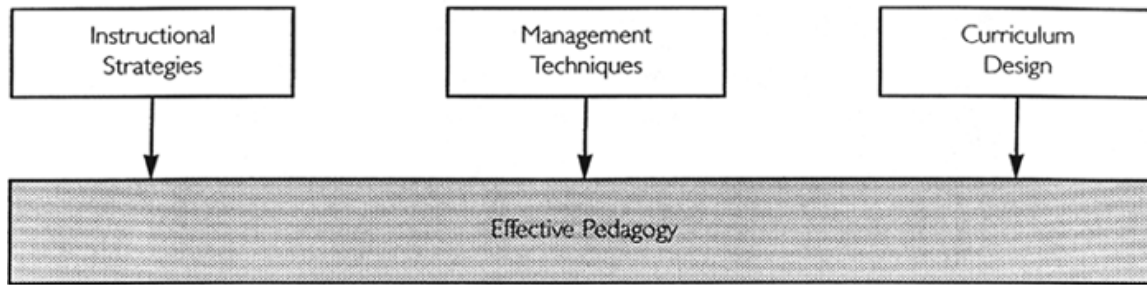 Instructional
Strategies
Management
Techniques
Curriculum
Design
Effective Pedagogy